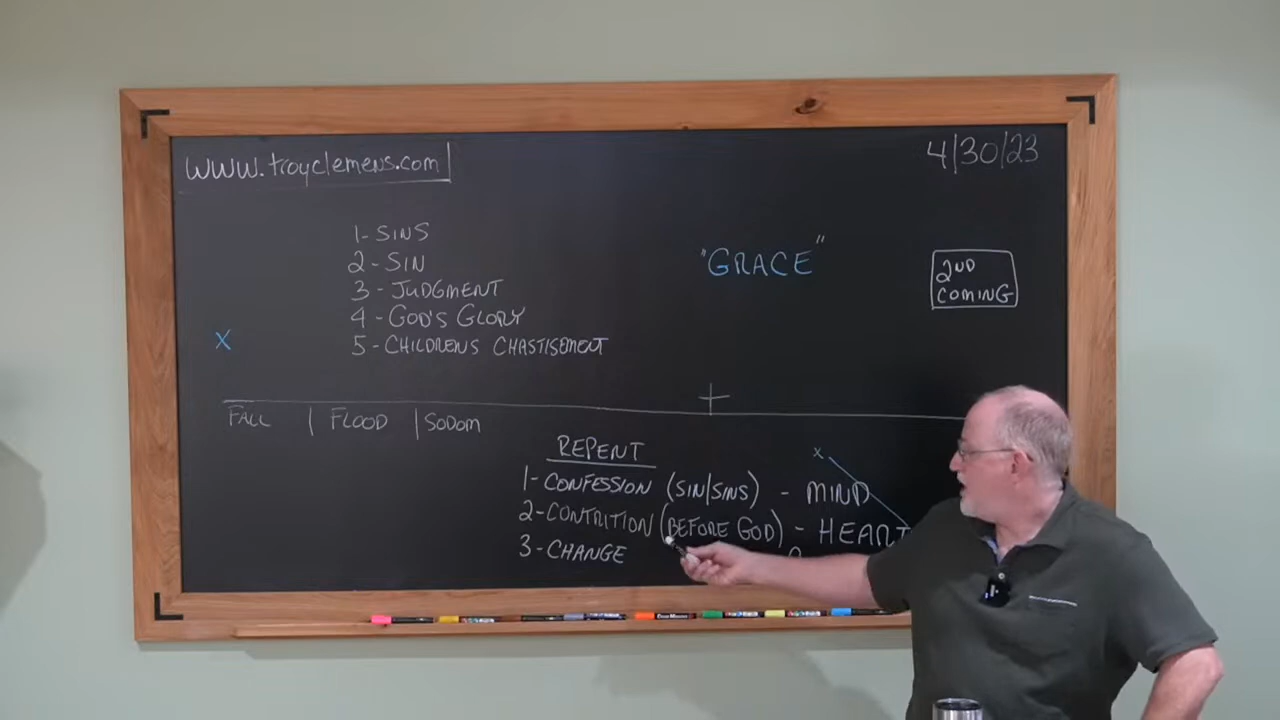 www.troyclemens.com
4/30/23
1- SINS
2- SIN
3- JUDGMENT
4- GOD'S GLORY
5- CHILDRENS CHASTISEMENT
X
"GRACE"
2ND
COMING
FALL | FLOOD | SODOM
REPENT
1- CONFESSION (SIN/SINS) - MIND
2- CONTRITION (BEFORE GOD) - HEART
3- CHANGE
X